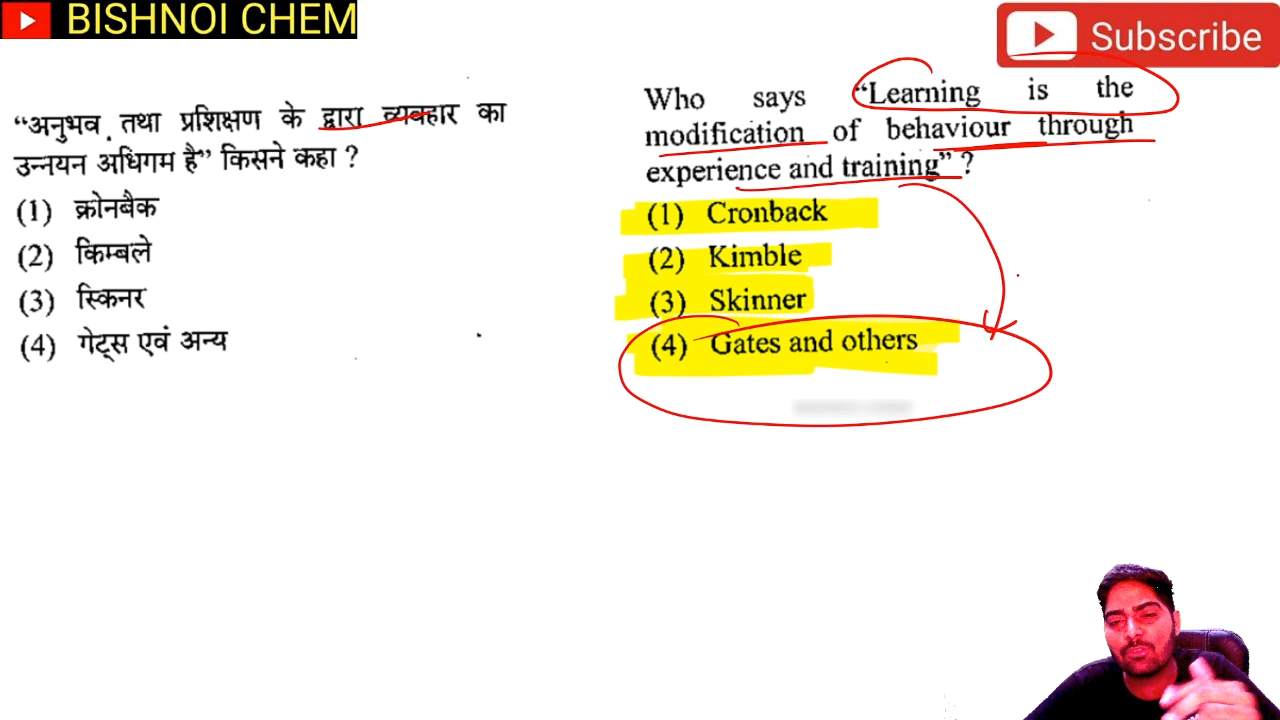 BISHNOI CHEM
Subscribe
“अनुभव तथा प्रशिक्षण के द्वारा व्यवहार का
उन्नयन अधिगम है” किसने कहा ?
(1) क्रोनबैक
(2) किम्बले
(3) स्किनर
(4) गेट्स एवं अन्य
Who says “Learning is the
modification of behaviour through
experience and training” ?
(1) Cronback
(2) Kimble
(3) Skinner
(4) Gates and others